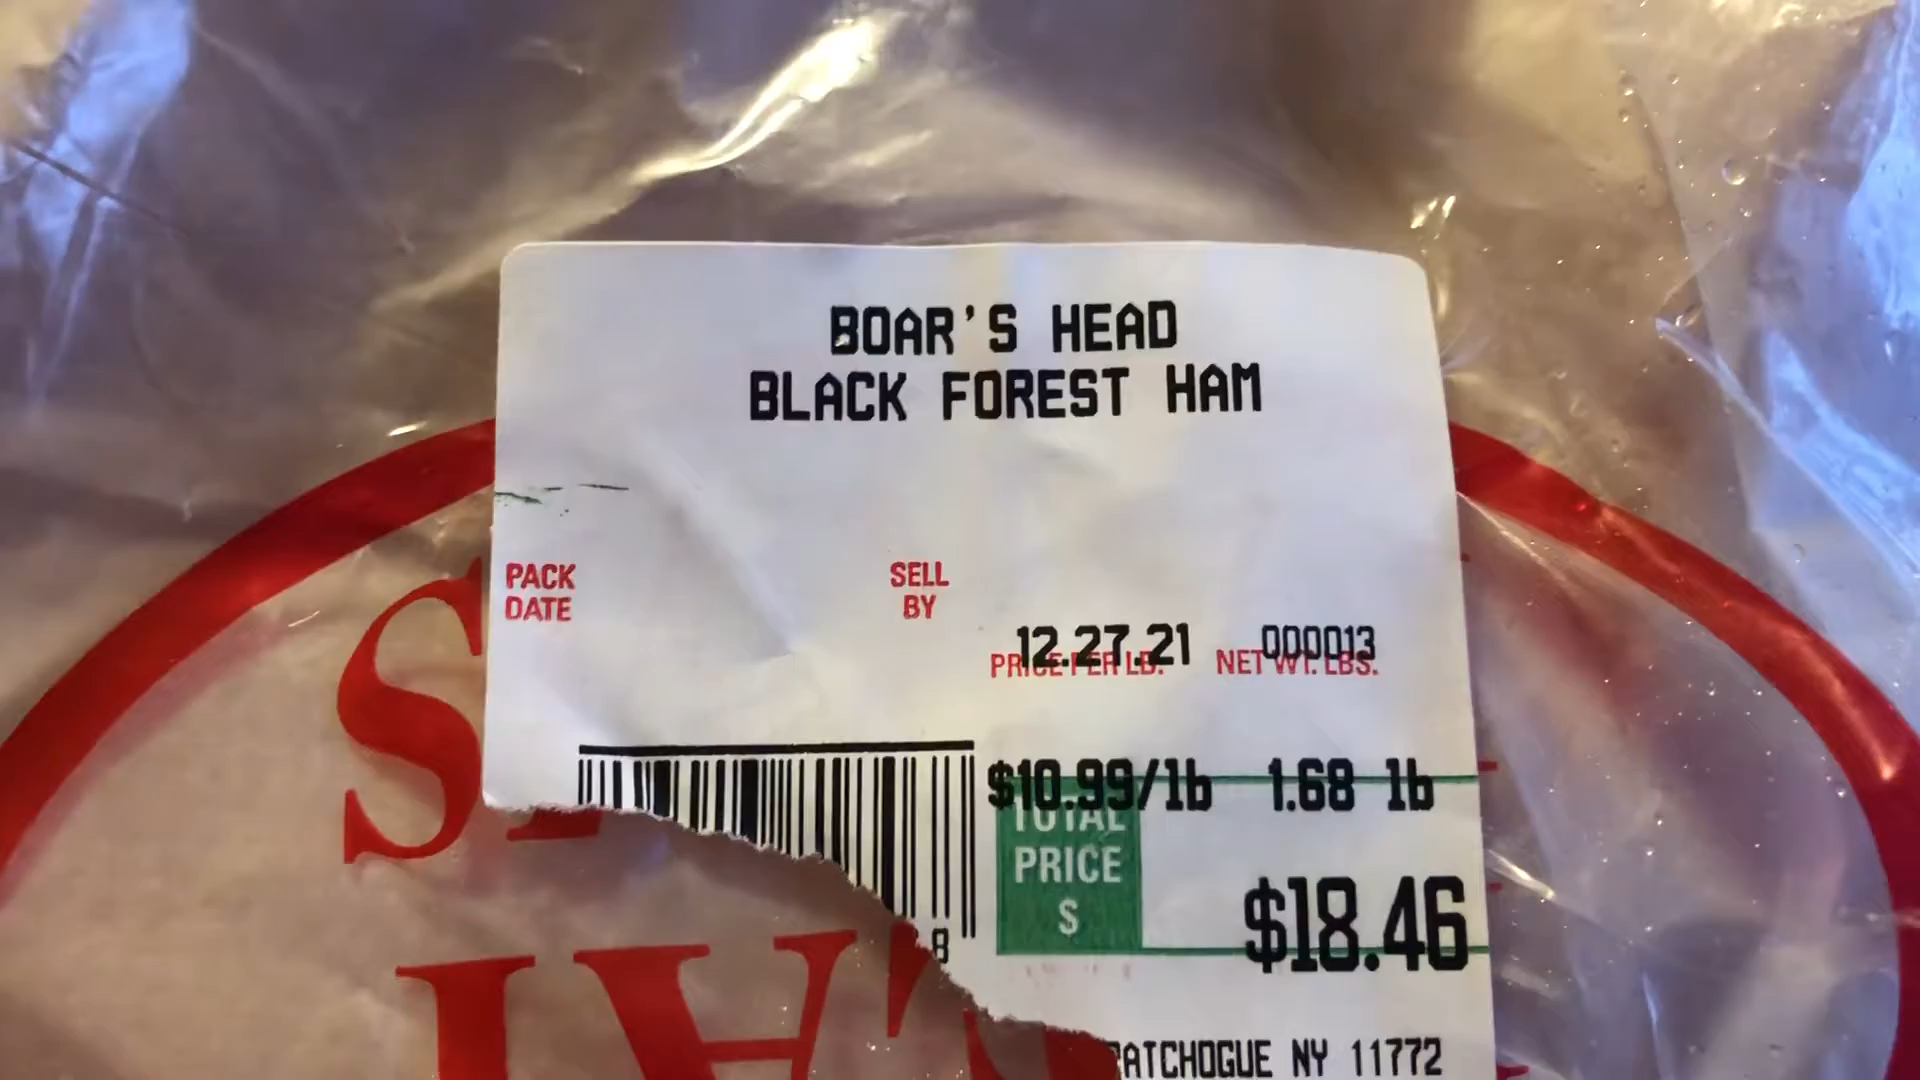 BOAR'S HEAD
BLACK FOREST HAM
PACK
DATE
SELL
BY
12.27.21 000013
PRICE PER LB. NET WT. LBS.
$10.99/lb 1.68 lb
TOTAL
PRICE
$
$18.46
8
PATCHOGUE NY 11772